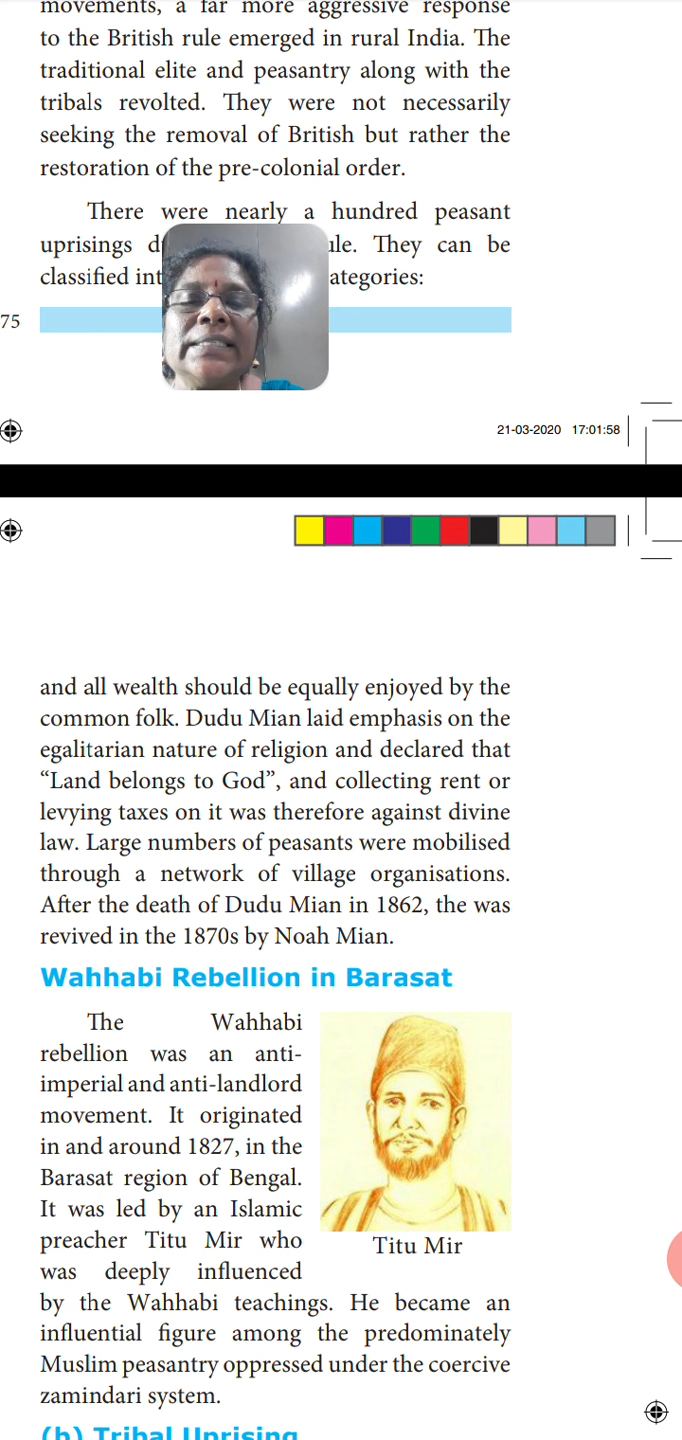 movements, a far more aggressive response
to the British rule emerged in rural India. The
traditional elite and peasantry along with the
tribals revolted. They were not necessarily
seeking the removal of British but rather the
restoration of the pre-colonial order.
There were nearly a hundred peasant
uprisings They can be
classified
75
21-03-2020 17:01:58
and all wealth should be equally enjoyed by the
common folk. Dudu Mian laid emphasis on the
egalitarian nature of religion and declared that
“Land belongs to God”, and collecting rent or
levying taxes on it was therefore against divine
law. Large numbers of peasants were mobilised
through a network of village organisations.
After the death of Dudu Mian in 1862, the was
revived in the 1870s by Noah Mian.
Wahhabi Rebellion in Barasat
The Wahhabi
rebellion was an anti-
imperial and anti-landlord
movement. It originated
in and around 1827, in the
Barasat region of Bengal.
It was led by an Islamic
preacher Titu Mir who
was deeply influenced
by the Wahhabi teachings. He became an
influential figure among the predominately
Muslim peasantry oppressed under the coercive
zamindari system.
Titu Mir
(b) Tribal Uprising